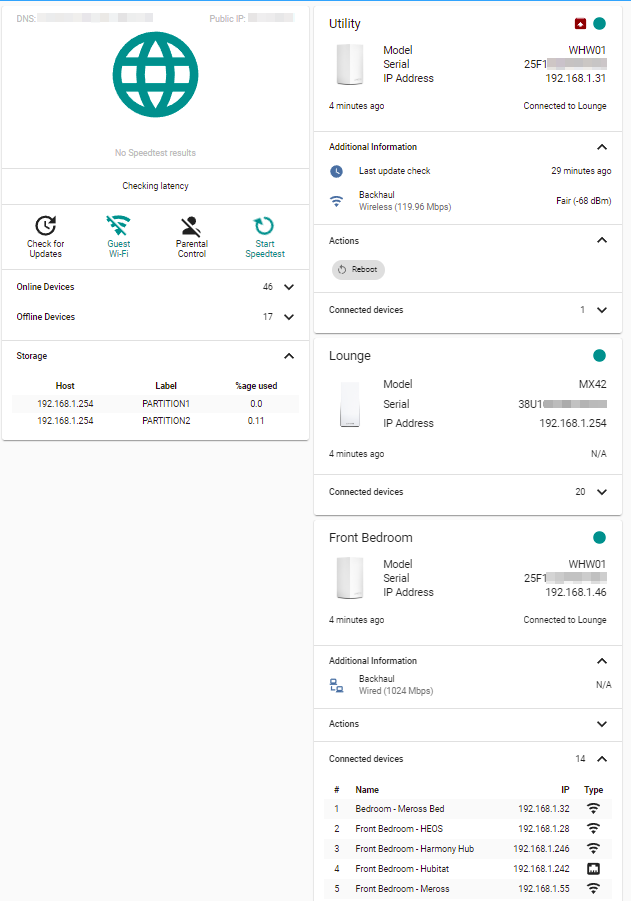 DNS:
Public IP:
No Speedtest results
Checking latency
Check for
Updates
Guest
Wi-Fi
Parental
Control
Start
Speedtest
Online Devices 46
Offline Devices 17
Storage
Host Label %age used
192.168.1.254 PARTITION1 0.0
192.168.1.254 PARTITION2 0.11
Utility
Model WHW01
Serial 25F1
IP Address 192.168.1.31
4 minutes ago Connected to Lounge
Additional Information
Last update check 29 minutes ago
Backhaul
Wireless (119.96 Mbps) Fair (-68 dBm)
Actions
Reboot
Connected devices 1
Lounge
Model MX42
Serial 38U1
IP Address 192.168.1.254
4 minutes ago N/A
Connected devices 20
Front Bedroom
Model WHW01
Serial 25F1
IP Address 192.168.1.46
4 minutes ago Connected to Lounge
Additional Information
Backhaul
Wired (1024 Mbps) N/A
Actions
Connected devices 14
# Name IP Type
1 Bedroom - Meross Bed 192.168.1.32
2 Front Bedroom - HEOS 192.168.1.28
3 Front Bedroom - Harmony Hub 192.168.1.246
4 Front Bedroom - Hubitat 192.168.1.242
5 Front Bedroom - Meross 192.168.1.55